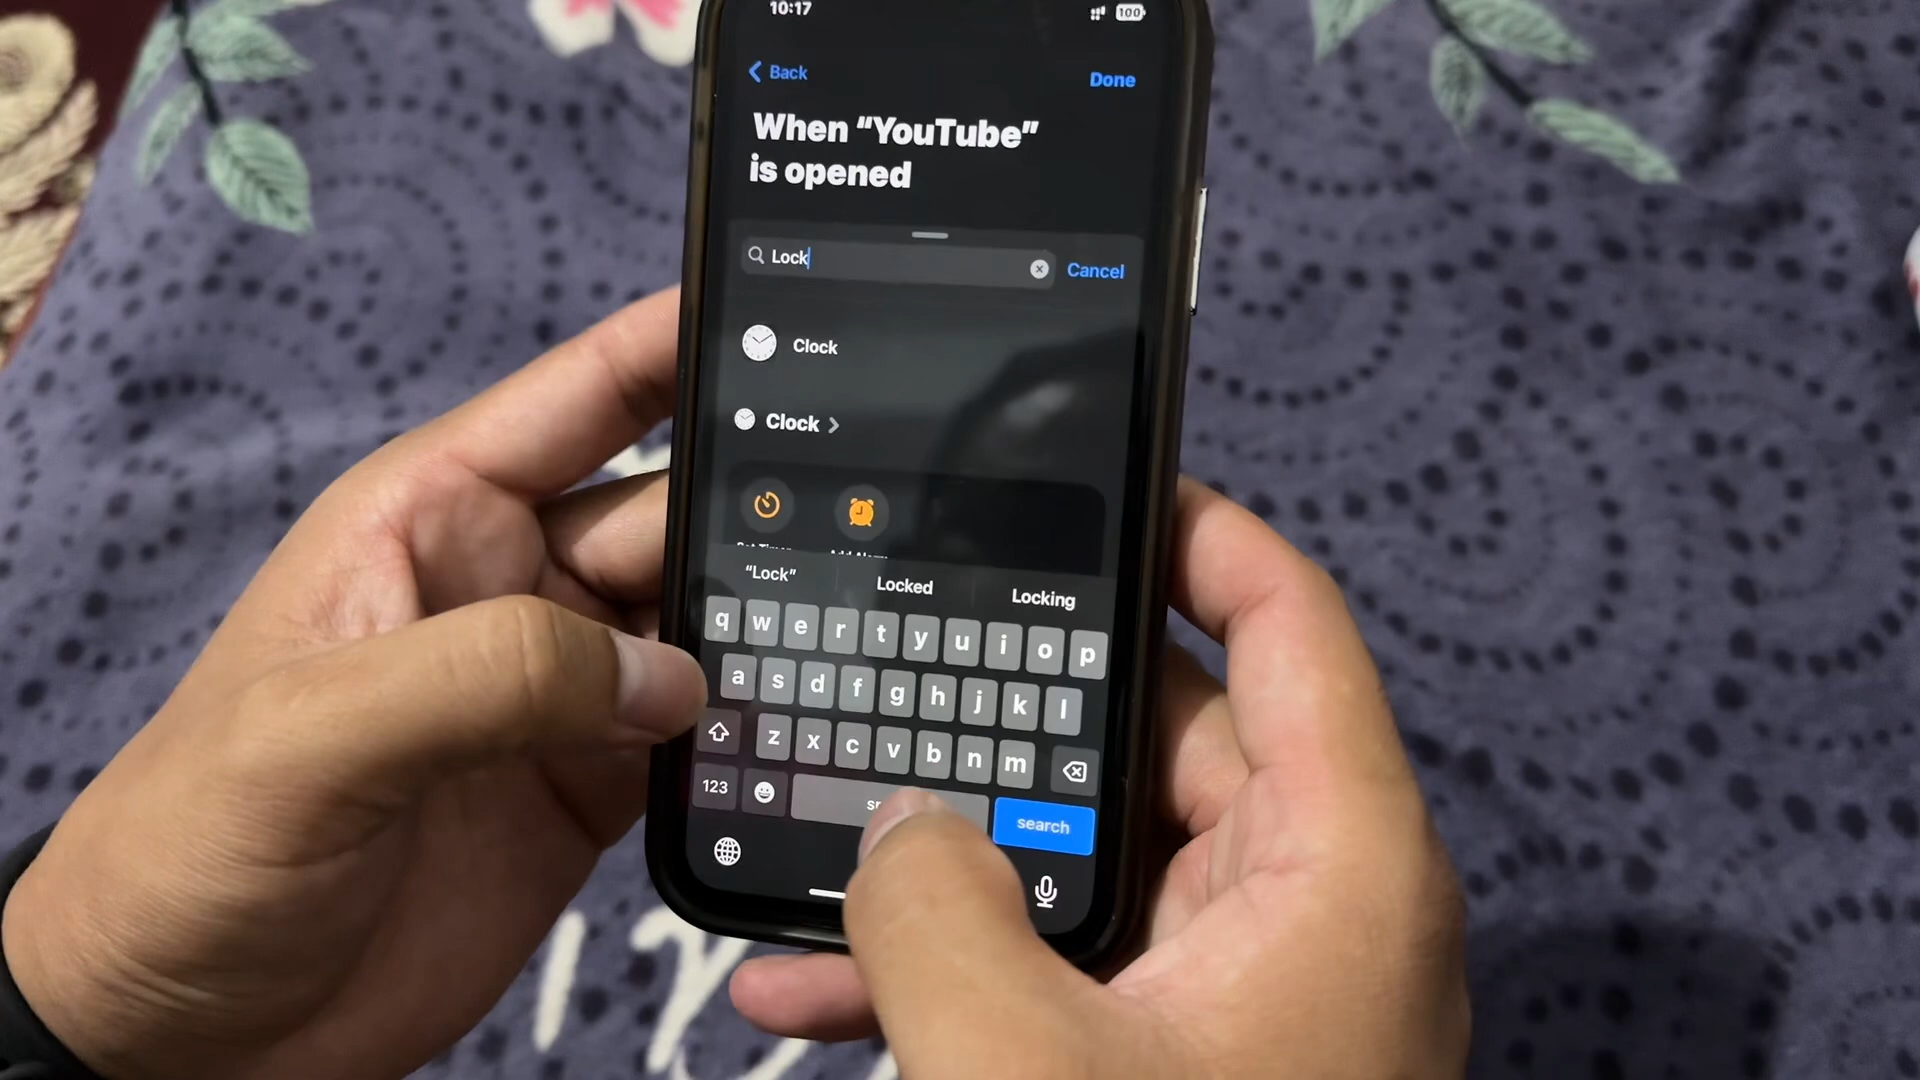 10:17
100
Back
Done
When “YouTube”
is opened
Lock
Cancel
Clock
Clock
“Lock” Locked Locking
q w e r t y u i o p
a s d f g h j k l
z x c v b n m
123
search